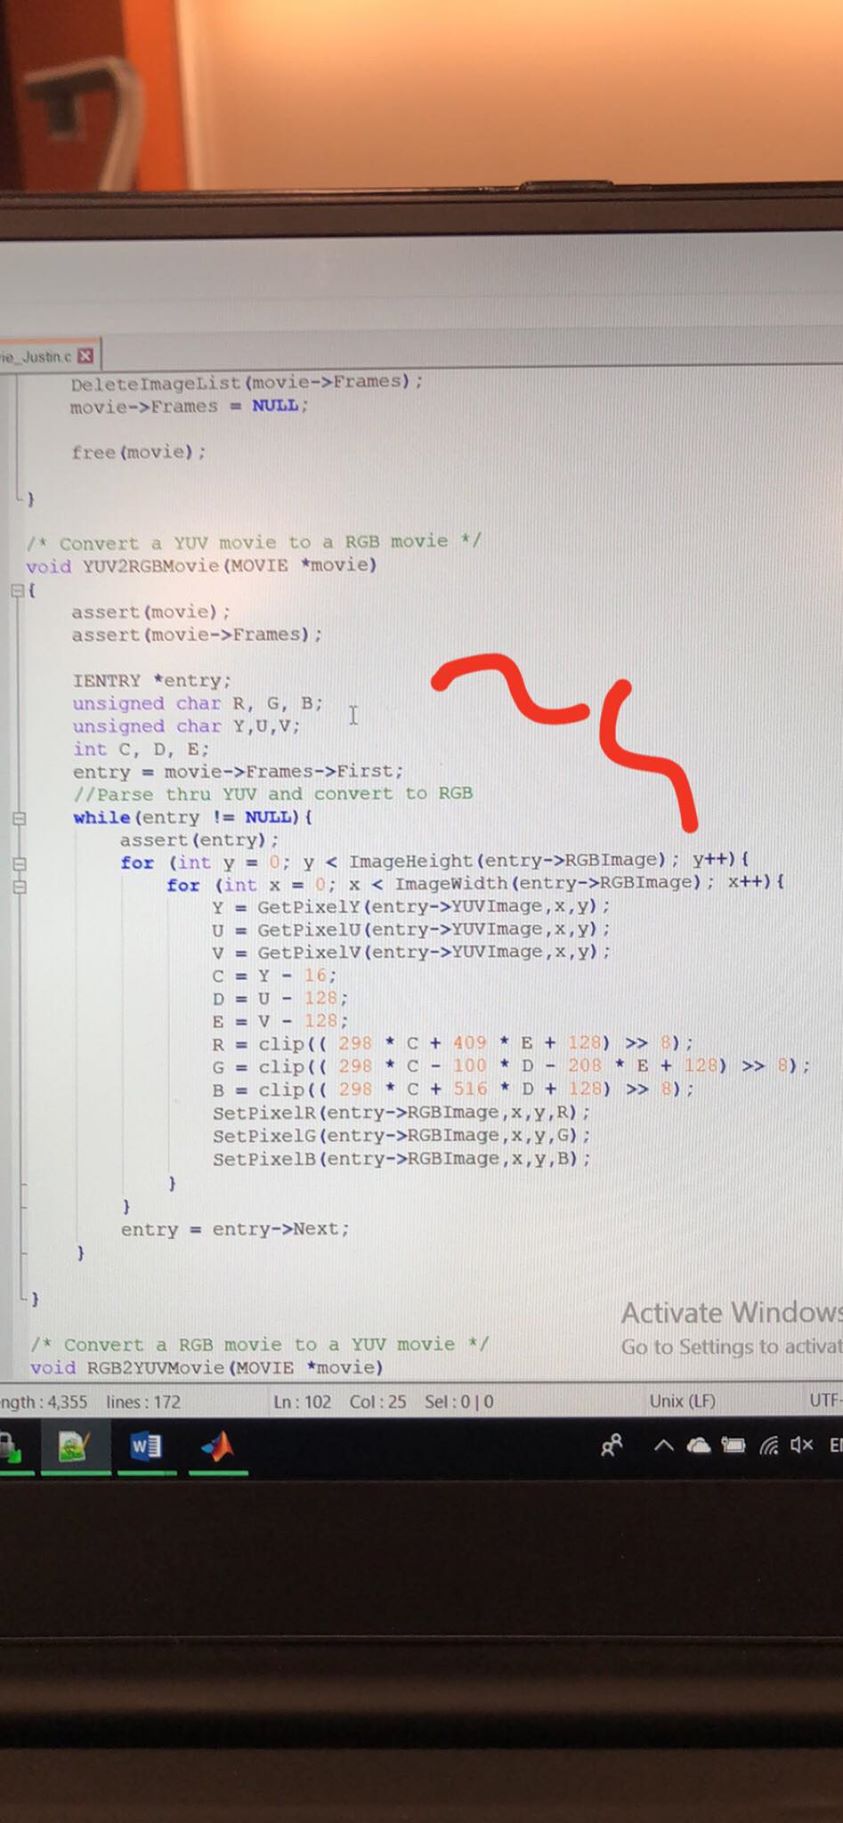 ie_Justin.c
DeleteImageList(movie->Frames);
movie->Frames = NULL;
free(movie);
}
/* Convert a YUV movie to a RGB movie */
void YUV2RGBMovie(MOVIE *movie)
{
assert(movie);
assert(movie->Frames);
IENTRY *entry;
unsigned char R, G, B;
unsigned char Y,U,V;
int C, D, E;
entry = movie->Frames->First;
//Parse thru YUV and convert to RGB
while(entry != NULL){
assert(entry);
for (int y = 0; y < ImageHeight(entry->RGBImage); y++){
for (int x = 0; x < ImageWidth(entry->RGBImage); x++){
Y = GetPixelY(entry->YUVImage,x,y);
U = GetPixelU(entry->YUVImage,x,y);
V = GetPixelV(entry->YUVImage,x,y);
C = Y - 16;
D = U - 128;
E = V - 128;
R = clip(( 298 * C + 409 * E + 128) >> 8);
G = clip(( 298 * C - 100 * D - 208 * E + 128) >> 8);
B = clip(( 298 * C + 516 * D + 128) >> 8);
SetPixelR(entry->RGBImage,x,y,R);
SetPixelG(entry->RGBImage,x,y,G);
SetPixelB(entry->RGBImage,x,y,B);
}
}
entry = entry->Next;
}
}
Activate Windows
/* Convert a RGB movie to a YUV movie */
Go to Settings to activat
void RGB2YUVMovie(MOVIE *movie)
ngth : 4,355 lines : 172 Ln : 102 Col : 25 Sel : 0 | 0 Unix (LF) UTF-
W EN